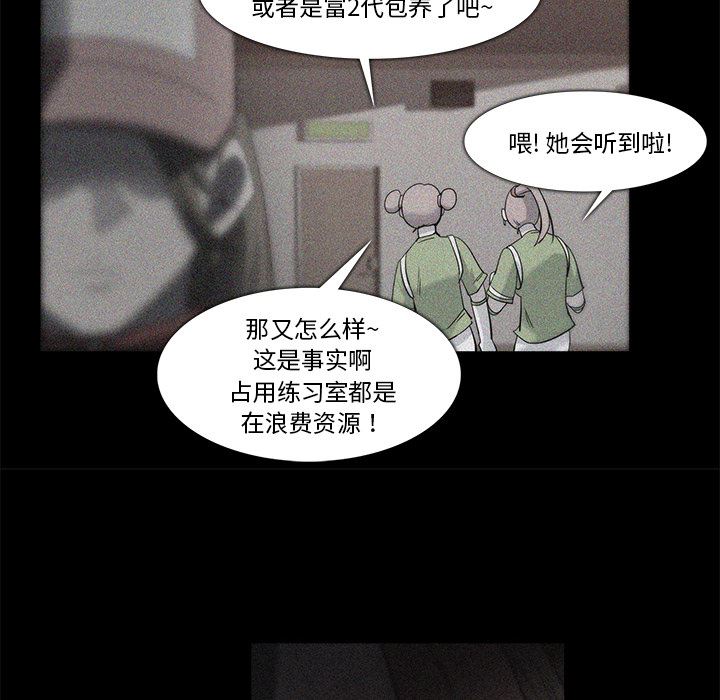 或者是富2代包养了吧~
喂! 她会听到啦!
那又怎么样~
这是事实啊
占用练习室都是
在浪费资源！